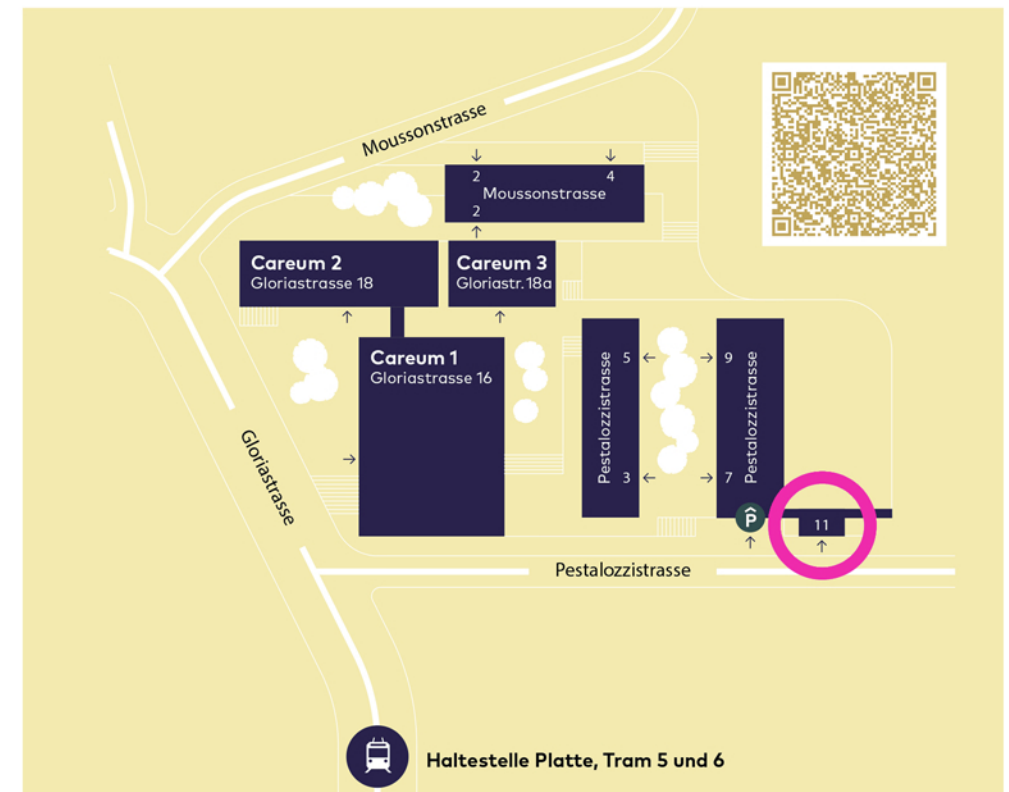 Moussonstrasse
2
4
Moussonstrasse
2
Careum 2
Gloriastrasse 18
Careum 3
Gloriastr. 18a
Careum 1
Gloriastrasse 16
Pestalozzistrasse
5
3
9
7
Pestalozzistrasse
Gloriastrasse
P
11
Pestalozzistrasse
Haltestelle Platte, Tram 5 und 6